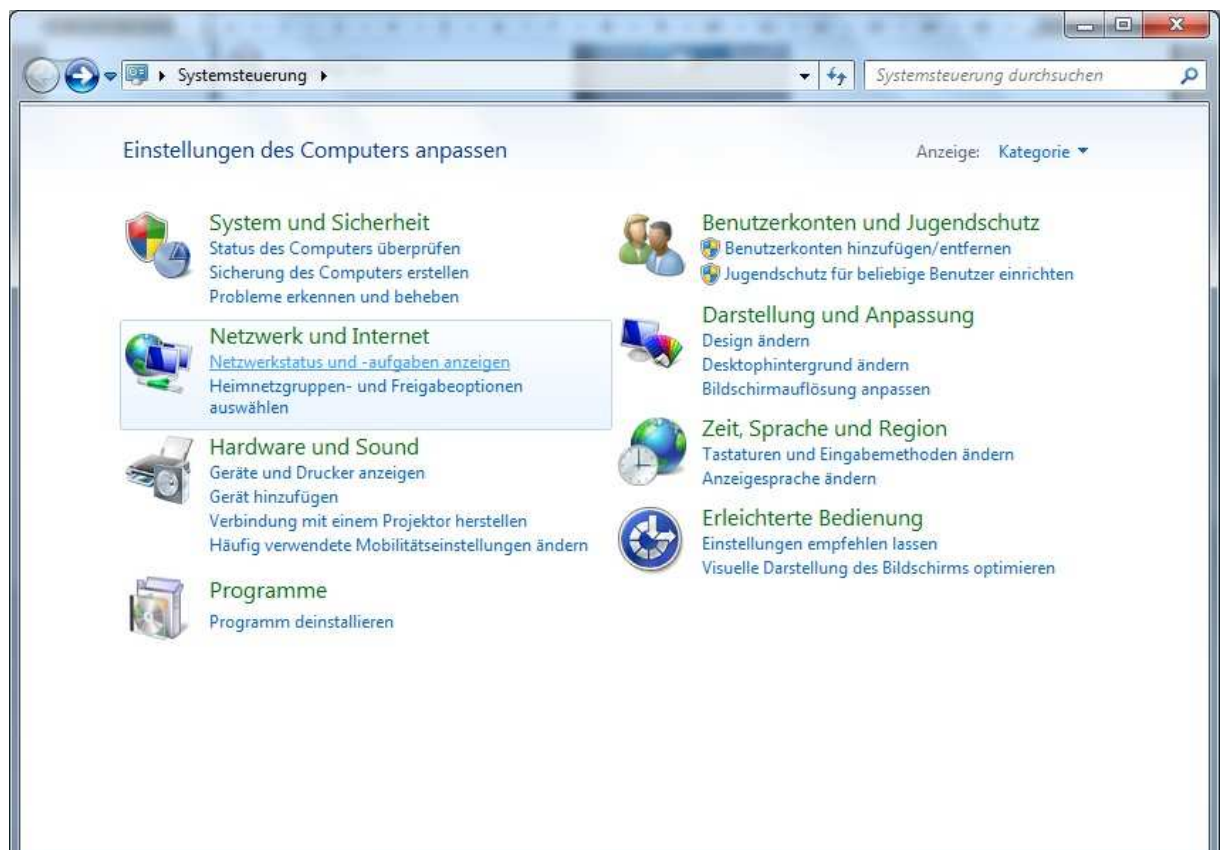 Systemsteuerung
Systemsteuerung durchsuchen
Einstellungen des Computers anpassen
Anzeige: Kategorie
System und Sicherheit
Status des Computers überprüfen
Sicherung des Computers erstellen
Probleme erkennen und beheben
Netzwerk und Internet
Netzwerkstatus und -aufgaben anzeigen
Heimnetzgruppen- und Freigabeoptionen
auswählen
Hardware und Sound
Geräte und Drucker anzeigen
Gerät hinzufügen
Verbindung mit einem Projektor herstellen
Häufig verwendete Mobilitätseinstellungen ändern
Programme
Programm deinstallieren
Benutzerkonten und Jugendschutz
Benutzerkonten hinzufügen/entfernen
Jugendschutz für beliebige Benutzer einrichten
Darstellung und Anpassung
Design ändern
Desktophintergrund ändern
Bildschirmauflösung anpassen
Zeit, Sprache und Region
Tastaturen und Eingabemethoden ändern
Anzeigesprache ändern
Erleichterte Bedienung
Einstellungen empfehlen lassen
Visuelle Darstellung des Bildschirms optimieren